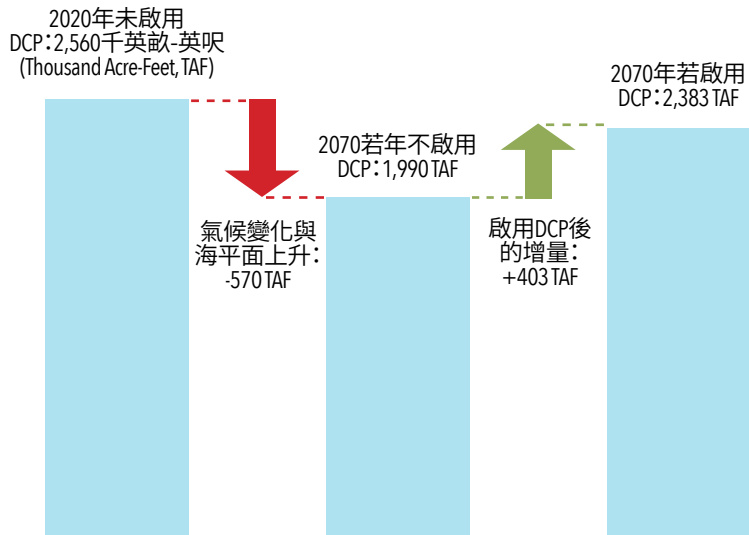 2020年未啟用
DCP：2,560千英畝-英呎
(Thousand Acre-Feet, TAF)
2070若年不啟用
DCP：1,990 TAF
2070年若啟用
DCP：2,383 TAF
氣候變化與
海平面上升：
-570 TAF
啟用DCP後
的增量：
+403 TAF